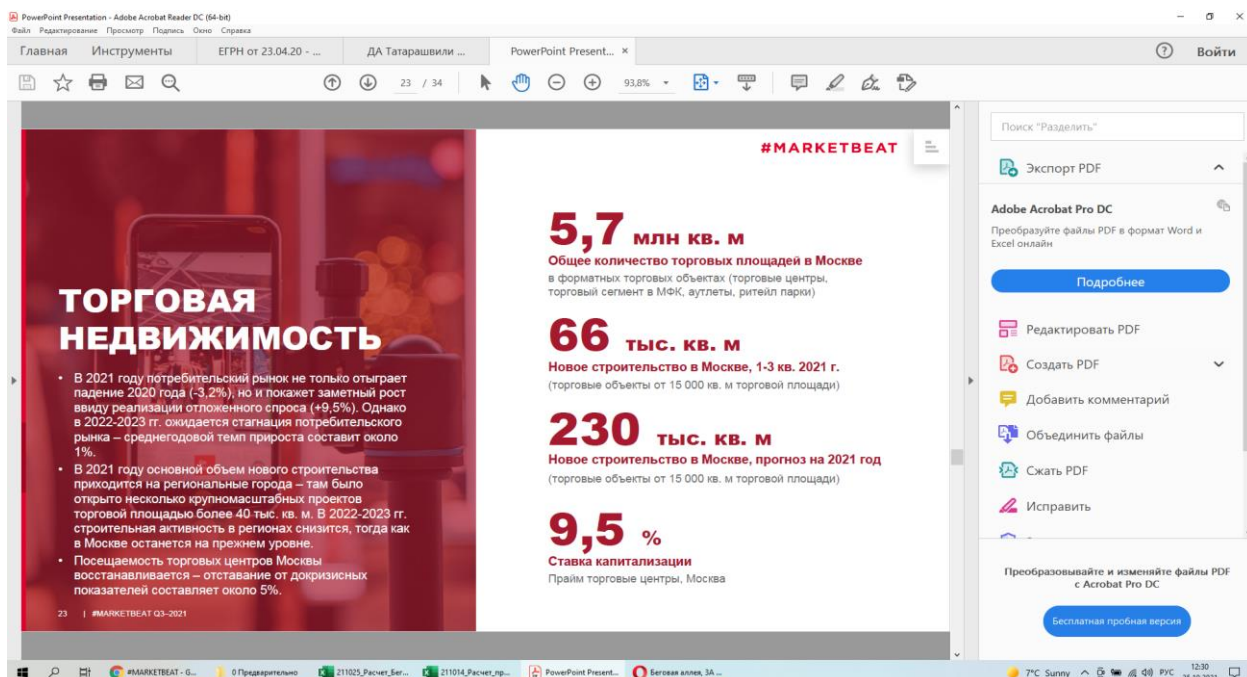 PowerPoint Presentation - Adobe Acrobat Reader DC (64-bit)
Файл Редактирование Просмотр Подпись Окно Справка
Главная Инструменты ЕГРН от 23.04.20 - ... ДА Татарашвили ... PowerPoint Present... × Войти
23 / 34 93,8%
#MARKETBEAT
ТОРГОВАЯ
НЕДВИЖИМОСТЬ
• В 2021 году потребительский рынок не только отыграет
падение 2020 года (-3,2%), но и покажет заметный рост
ввиду реализации отложенного спроса (+9,5%). Однако
в 2022-2023 гг. ожидается стагнация потребительского
рынка – среднегодовой темп прироста составит около
1%.
• В 2021 году основной объем нового строительства
приходится на региональные города – там было
открыто несколько крупномасштабных проектов
торговой площадью более 40 тыс. кв. м. В 2022-2023 гг.
строительная активность в регионах снизится, тогда как
в Москве останется на прежнем уровне.
• Посещаемость торговых центров Москвы
восстанавливается – отставание от докризисных
показателей составляет около 5%.
23 | #MARKETBEAT Q3–2021
5,7 млн кв. м
Общее количество торговых площадей в Москве
в форматных торговых объектах (торговые центры,
торговый сегмент в МФК, аутлеты, ритейл парки)
66 тыс. кв. м
Новое строительство в Москве, 1-3 кв. 2021 г.
(торговые объекты от 15 000 кв. м торговой площади)
230 тыс. кв. м
Новое строительство в Москве, прогноз на 2021 год
(торговые объекты от 15 000 кв. м торговой площади)
9,5 %
Ставка капитализации
Прайм торговые центры, Москва
Поиск "Разделить"
Экспорт PDF
Adobe Acrobat Pro DC
Преобразуйте файлы PDF в формат Word и
Excel онлайн
Подробнее
Редактировать PDF
Создать PDF
Добавить комментарий
Объединить файлы
Сжать PDF
Исправить
Преобразовывайте и изменяйте файлы PDF
с Acrobat Pro DC
Бесплатная пробная версия
#MARKETBEAT - G... 0 Предварительно 211025_Расчет_Бег... 211014_Расчет_пр... PowerPoint Present... Беговая аллея, 3А ... 7°C Sunny РУС 12:30